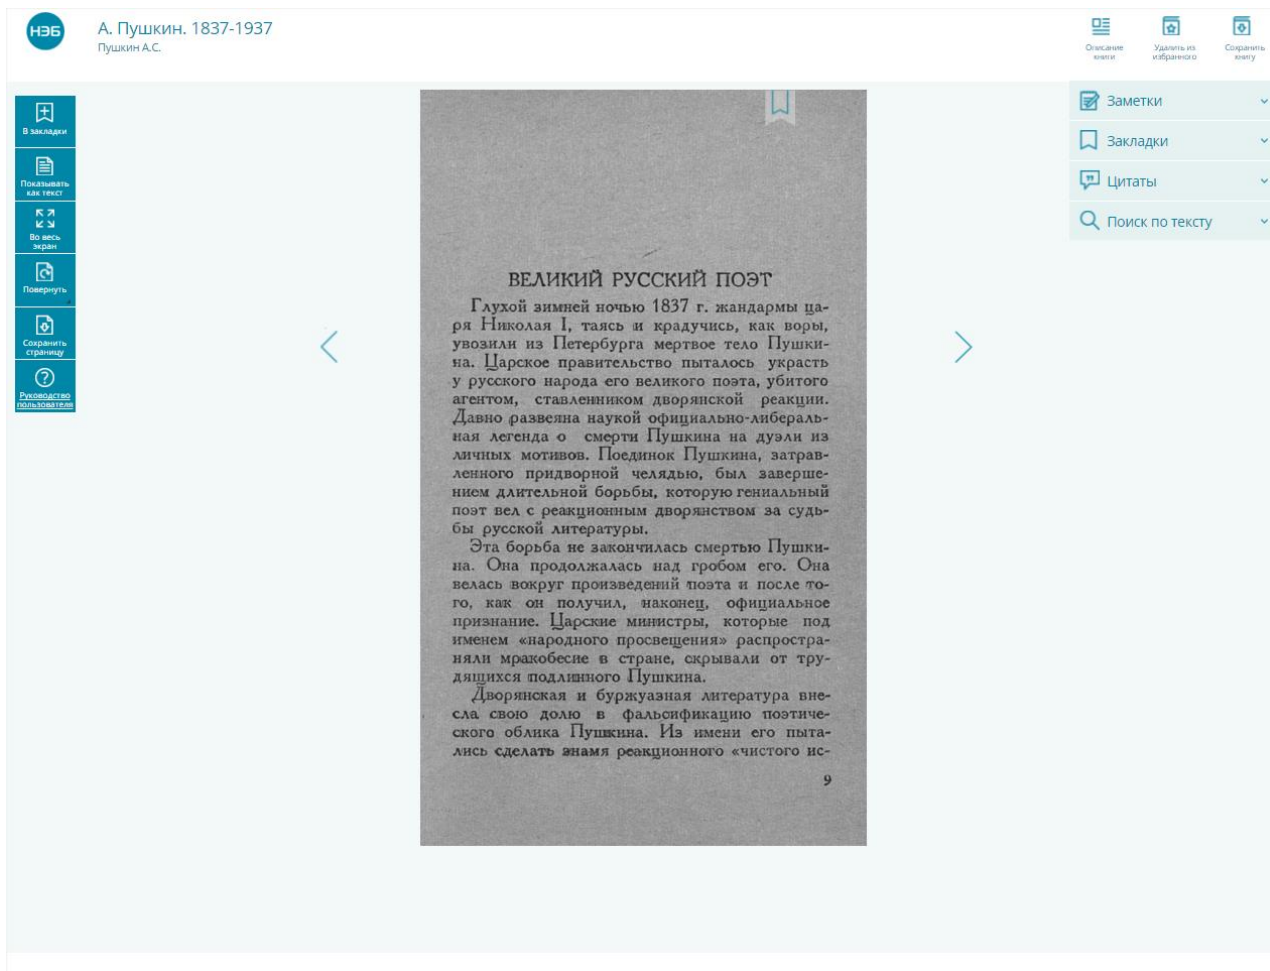 НЭБ
А. Пушкин. 1837-1937
Пушкин А.С.
Описание
книги
Удалить из
избранного
Сохранить
книгу
В закладки
Показывать
как текст
Во весь
экран
Повернуть
Сохранить
страницу
Руководство
пользователя
Заметки
Закладки
Цитаты
Поиск по тексту
ВЕЛИКИЙ РУССКИЙ ПОЭТ
Глухой зимней ночью 1837 г. жандармы ца-
ря Николая I, таясь и крадучись, как воры,
увозили из Петербурга мертвое тело Пушки-
на. Царское правительство пыталось украсть
у русского народа его великого поэта, убитого
агентом, ставленником дворянской реакции.
Давно развеяна наукой официально-либераль-
ная легенда о смерти Пушкина на дуэли из
личных мотивов. Поединок Пушкина, затрав-
ленного придворной челядью, был заверше-
нием длительной борьбы, которую гениальный
поэт вел с реакционным дворянством за судь-
бы русской литературы.
Эта борьба не закончилась смертью Пушки-
на. Она продолжалась над гробом его. Она
велась вокруг произведений поэта и после то-
го, как он получил, наконец, официальное
признание. Царские министры, которые под
именем «народного просвещения» распростра-
няли мракобесие в стране, скрывали от тру-
дящихся подлинного Пушкина.
Дворянская и буржуазная литература вне-
сла свою долю в фальсификацию поэтиче-
ского облика Пушкина. Из имени его пыта-
лись сделать знамя реакционного «чистого ис-
9